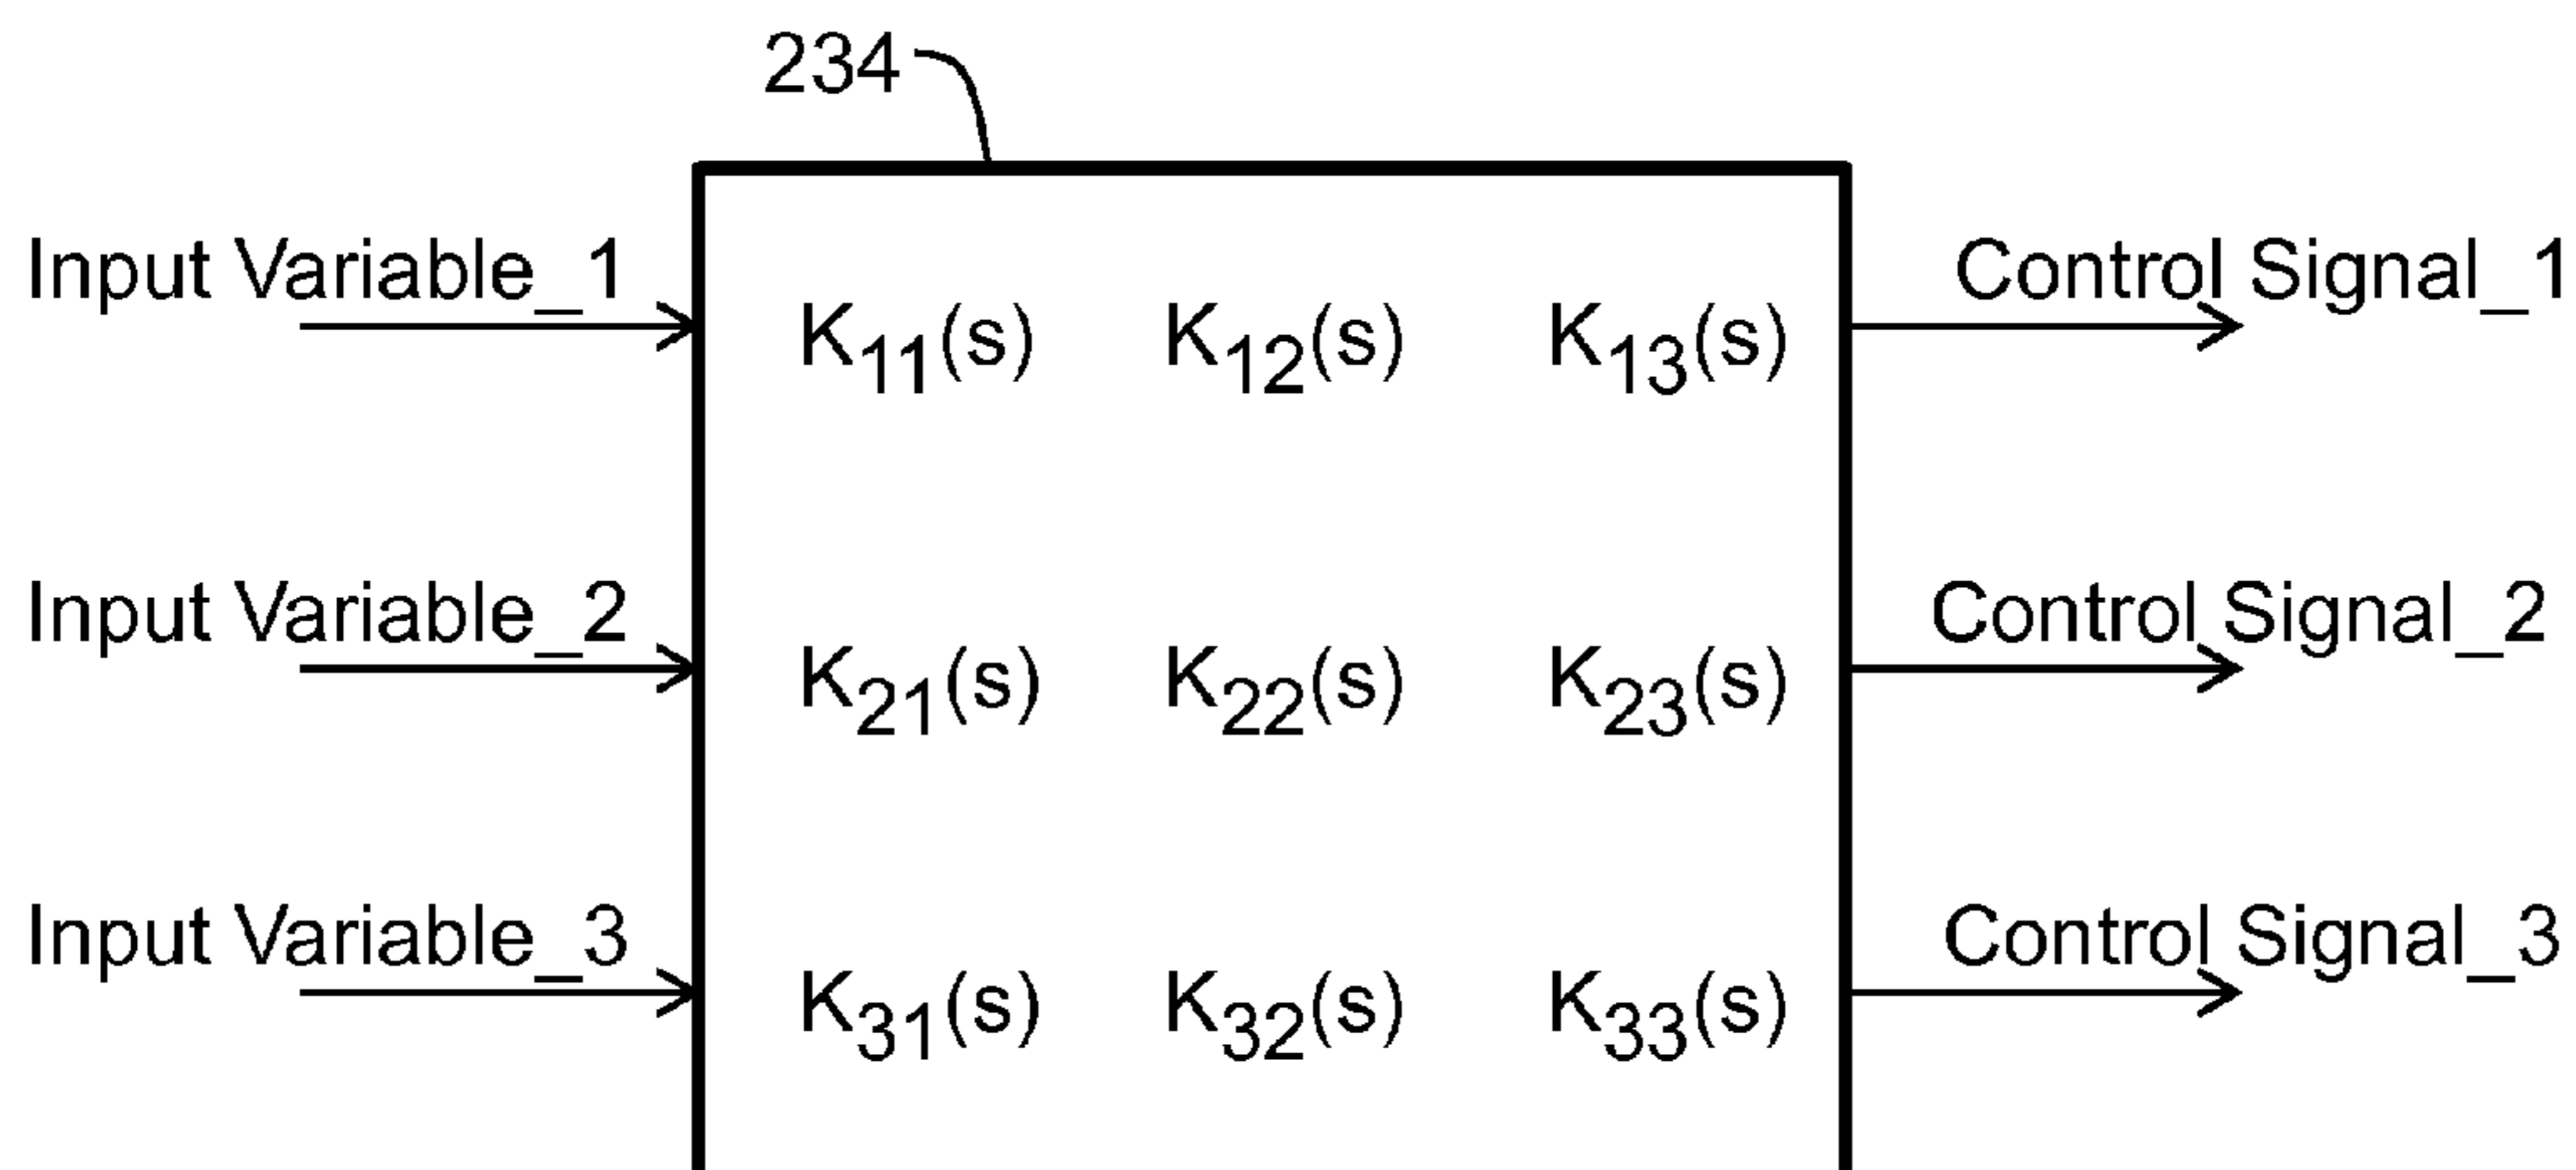 234
Input Variable_1
Control Signal_1
K11(s) K12(s) K13(s)
Input Variable_2
Control Signal_2
K21(s) K22(s) K23(s)
Input Variable_3
Control Signal_3
K31(s) K32(s) K33(s)